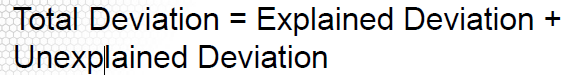 Total Deviation = Explained Deviation +
Unexplained Deviation